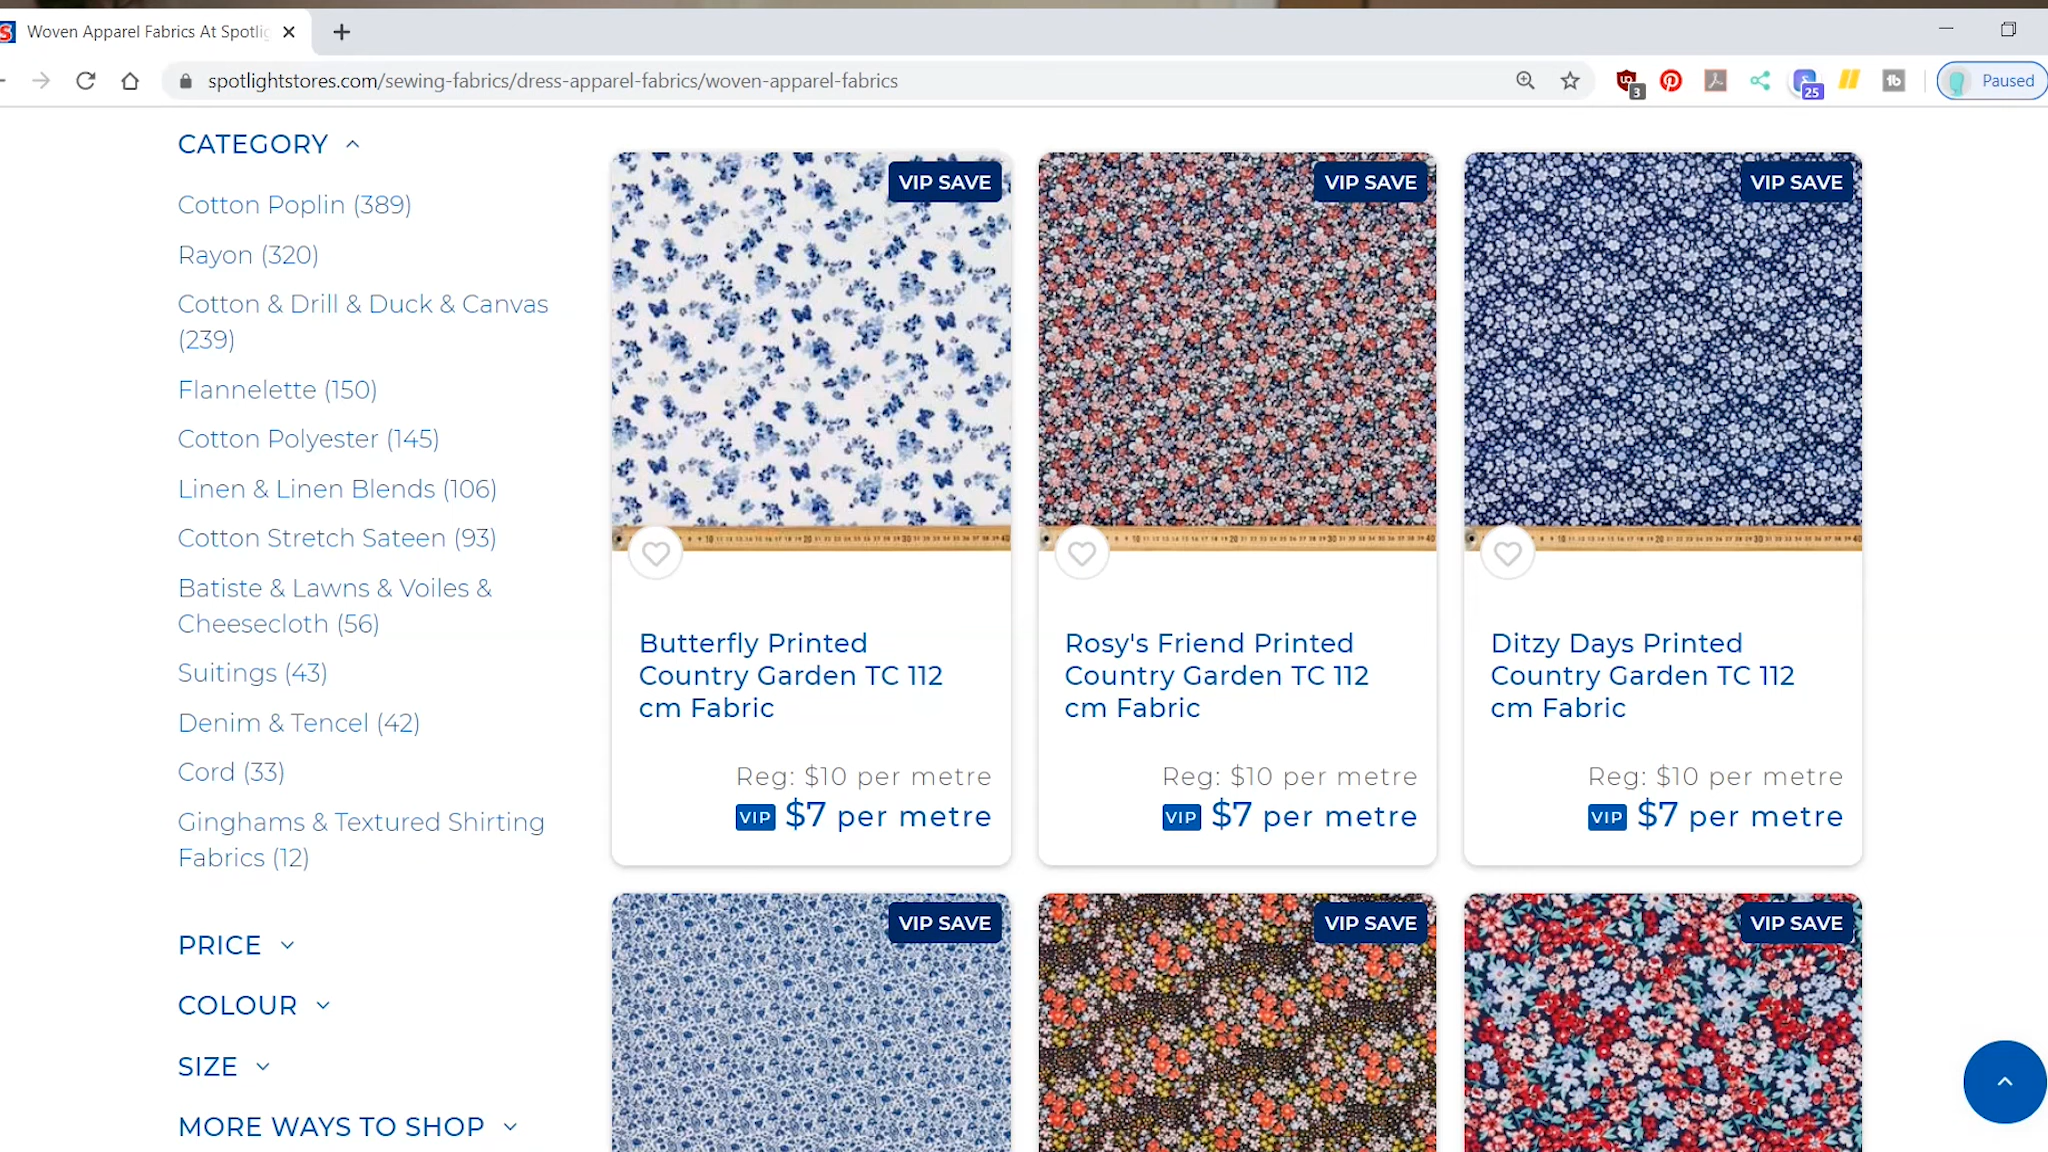 Woven Apparel Fabrics At Spotlig
spotlightstores.com/sewing-fabrics/dress-apparel-fabrics/woven-apparel-fabrics
3
25
Paused
CATEGORY
Cotton Poplin (389)
Rayon (320)
Cotton & Drill & Duck & Canvas
(239)
Flannelette (150)
Cotton Polyester (145)
Linen & Linen Blends (106)
Cotton Stretch Sateen (93)
Batiste & Lawns & Voiles &
Cheesecloth (56)
Suitings (43)
Denim & Tencel (42)
Cord (33)
Ginghams & Textured Shirting
Fabrics (12)
PRICE
COLOUR
SIZE
MORE WAYS TO SHOP
VIP SAVE
Butterfly Printed
Country Garden TC 112
cm Fabric
Reg: $10 per metre
VIP $7 per metre
VIP SAVE
Rosy's Friend Printed
Country Garden TC 112
cm Fabric
Reg: $10 per metre
VIP $7 per metre
VIP SAVE
Ditzy Days Printed
Country Garden TC 112
cm Fabric
Reg: $10 per metre
VIP $7 per metre
VIP SAVE
VIP SAVE
VIP SAVE